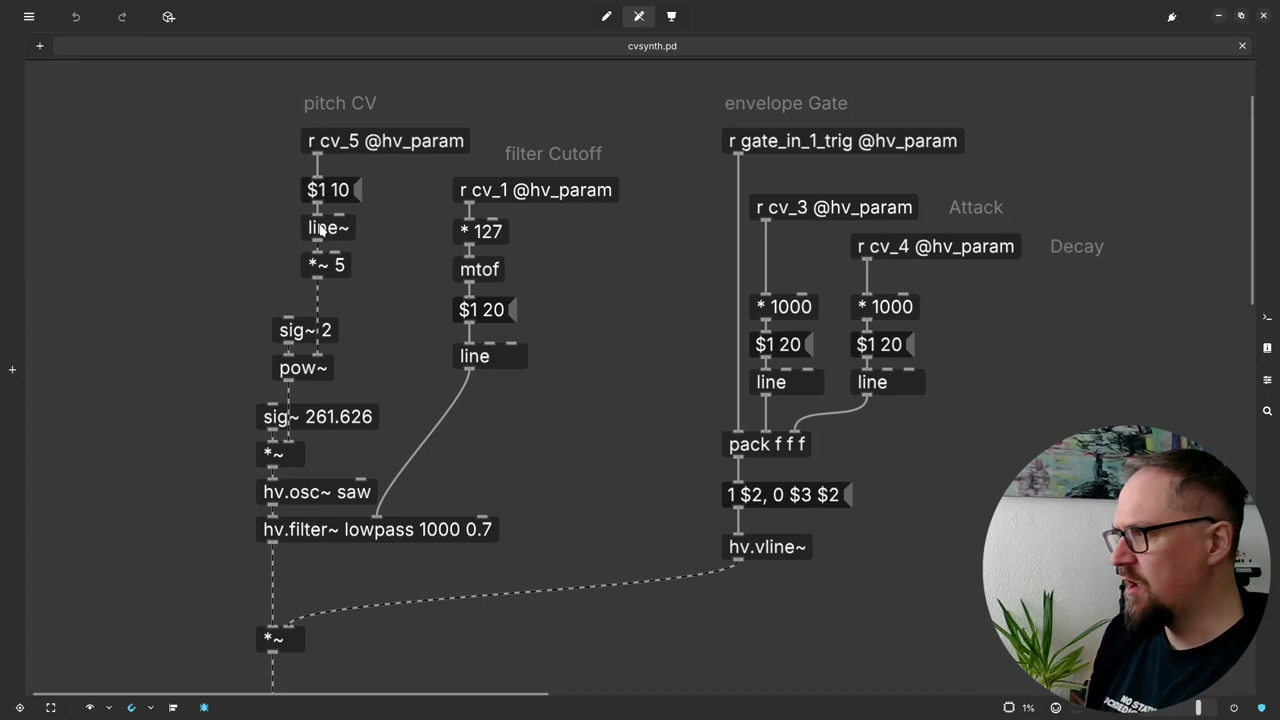 cvsynth.pd
pitch CV
r cv_5 @hv_param
$1 10
line~
*~ 5
sig~ 2
pow~
sig~ 261.626
*~
hv.osc~ saw
hv.filter~ lowpass 1000 0.7
*~
filter Cutoff
r cv_1 @hv_param
* 127
mtof
$1 20
line
envelope Gate
r gate_in_1_trig @hv_param
r cv_3 @hv_param
Attack
r cv_4 @hv_param
Decay
* 1000
* 1000
$1 20
$1 20
line
line
pack f f f
1 $2, 0 $3 $2
hv.vline~
NO STATIC
1%